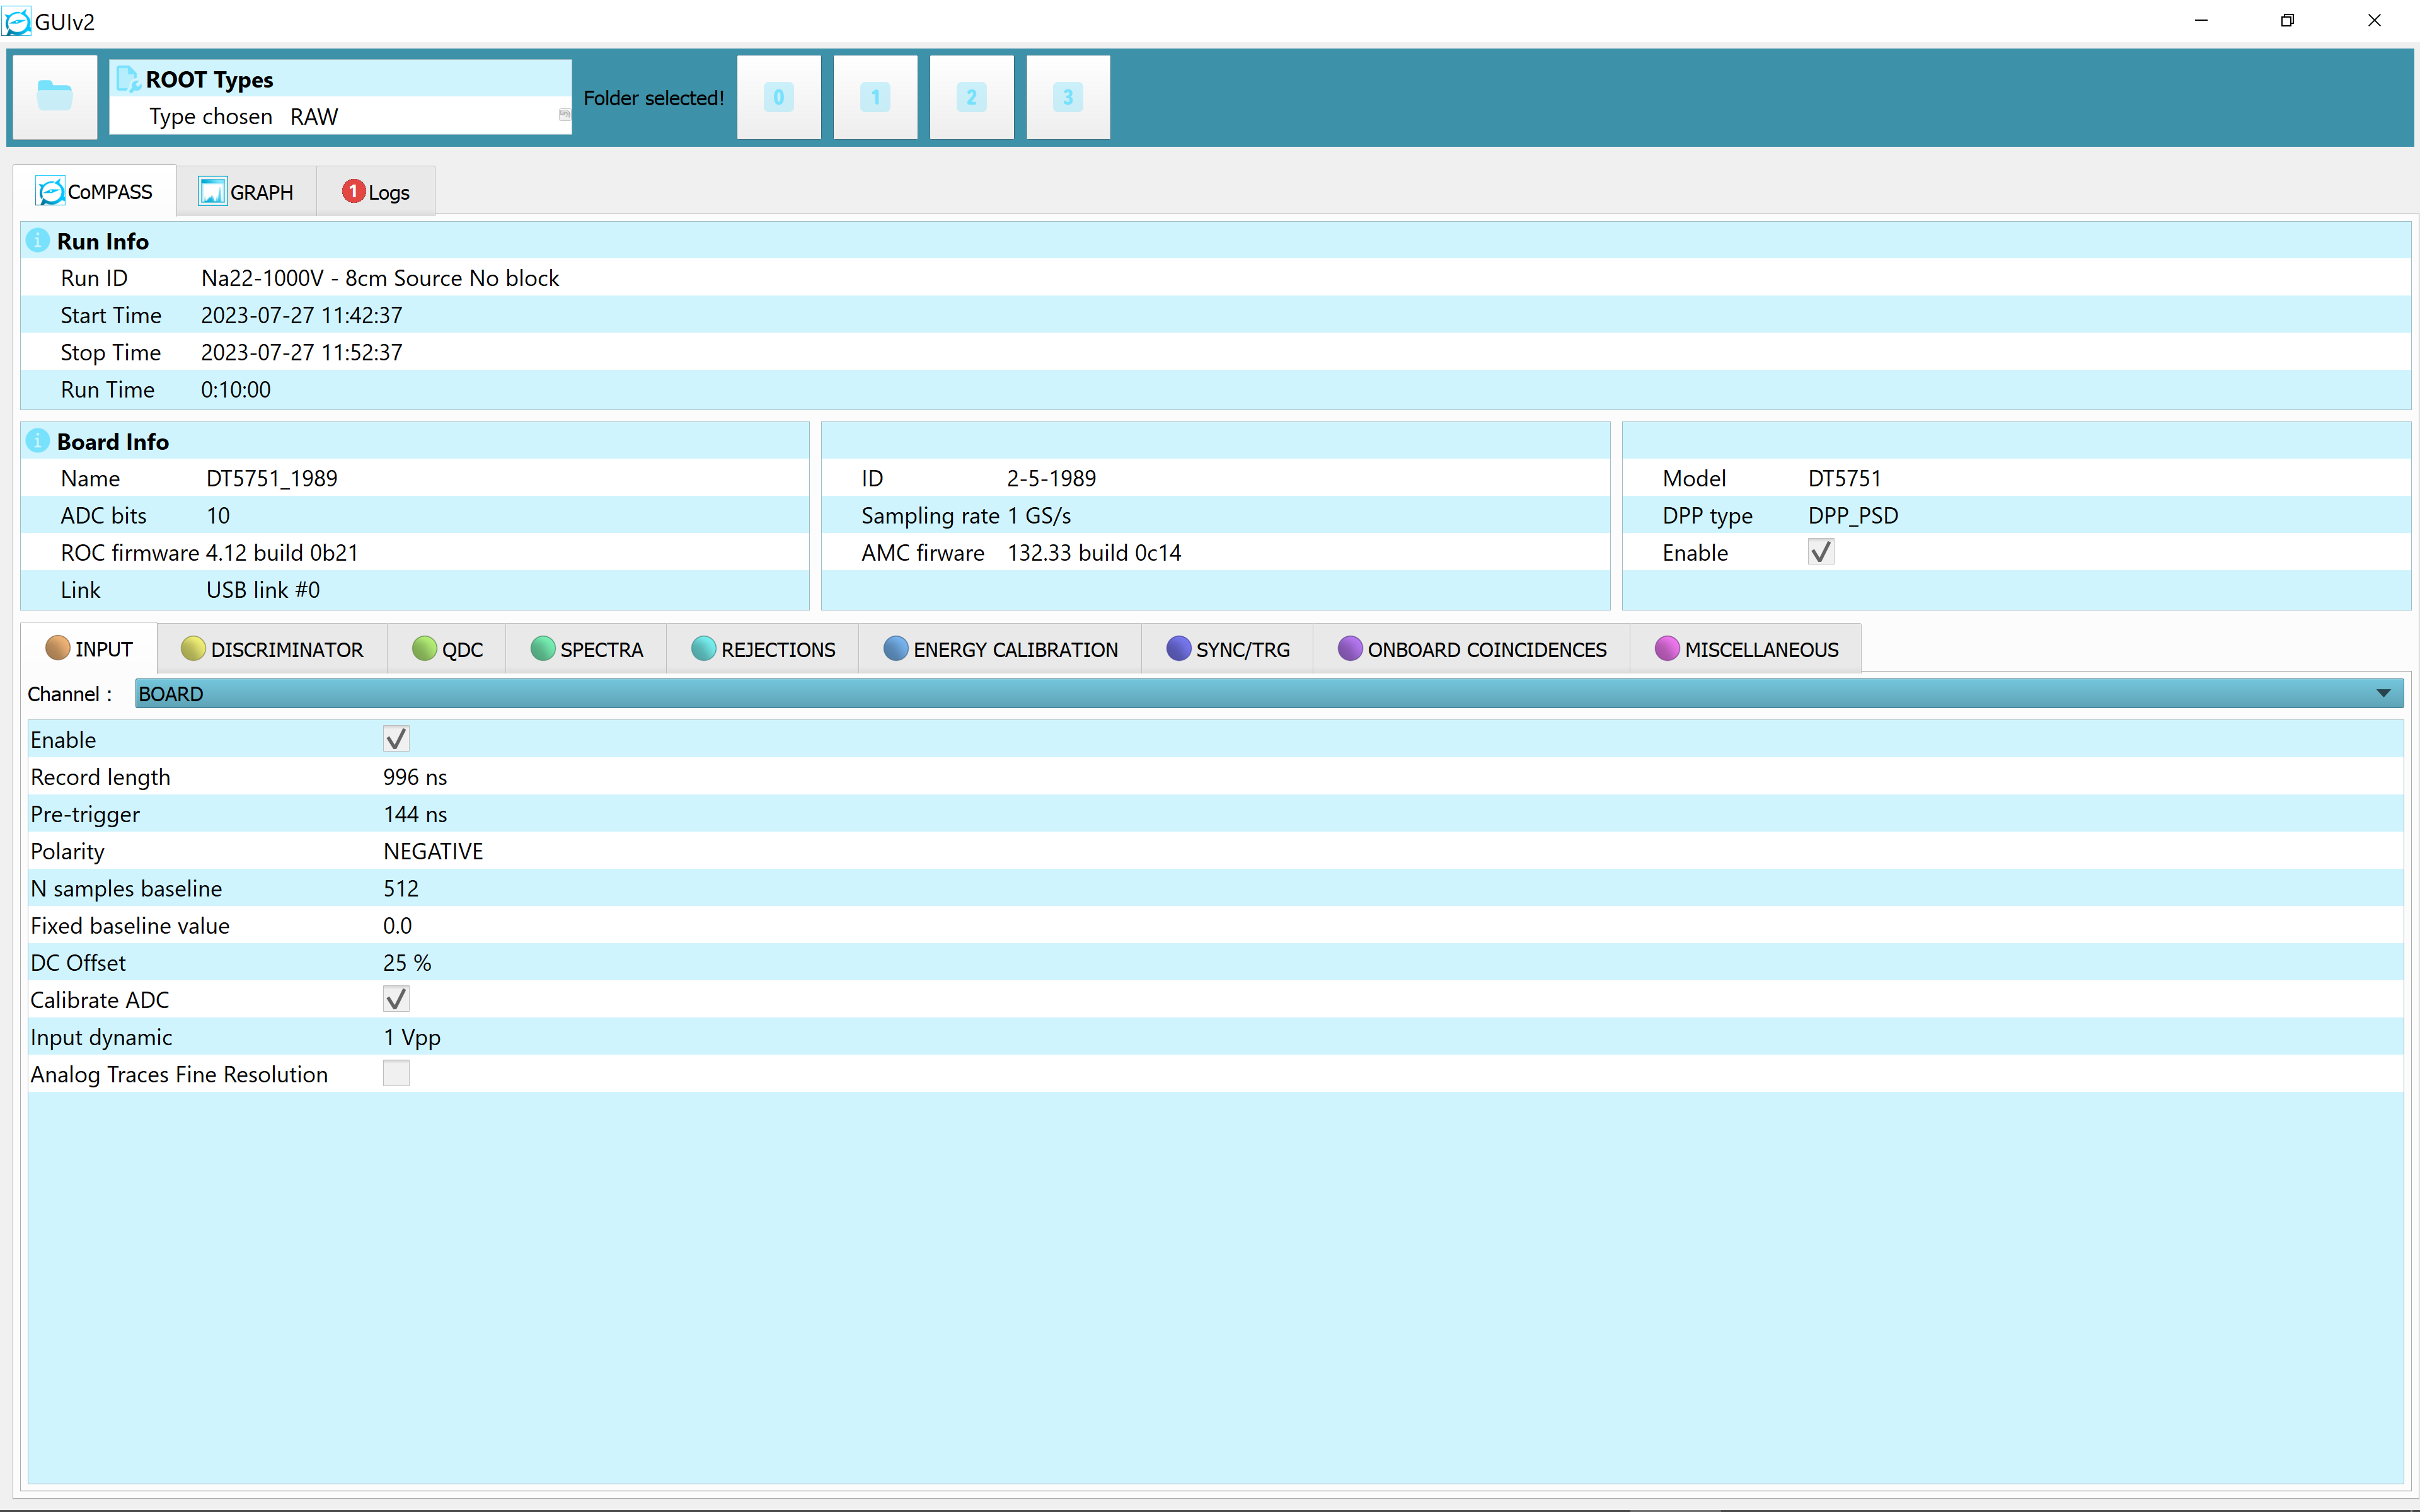 GUIv2
ROOT Types
Type chosen RAW
Folder selected!
0 1 2 3
CoMPASS GRAPH 1 Logs
Run Info
Run ID Na22-1000V - 8cm Source No block
Start Time 2023-07-27 11:42:37
Stop Time 2023-07-27 11:52:37
Run Time 0:10:00
Board Info
Name DT5751_1989 ID 2-5-1989 Model DT5751
ADC bits 10 Sampling rate 1 GS/s DPP type DPP_PSD
ROC firmware 4.12 build 0b21 AMC firware 132.33 build 0c14 Enable
Link USB link #0
INPUT DISCRIMINATOR QDC SPECTRA REJECTIONS ENERGY CALIBRATION SYNC/TRG ONBOARD COINCIDENCES MISCELLANEOUS
Channel : BOARD
Enable
Record length 996 ns
Pre-trigger 144 ns
Polarity NEGATIVE
N samples baseline 512
Fixed baseline value 0.0
DC Offset 25 %
Calibrate ADC
Input dynamic 1 Vpp
Analog Traces Fine Resolution